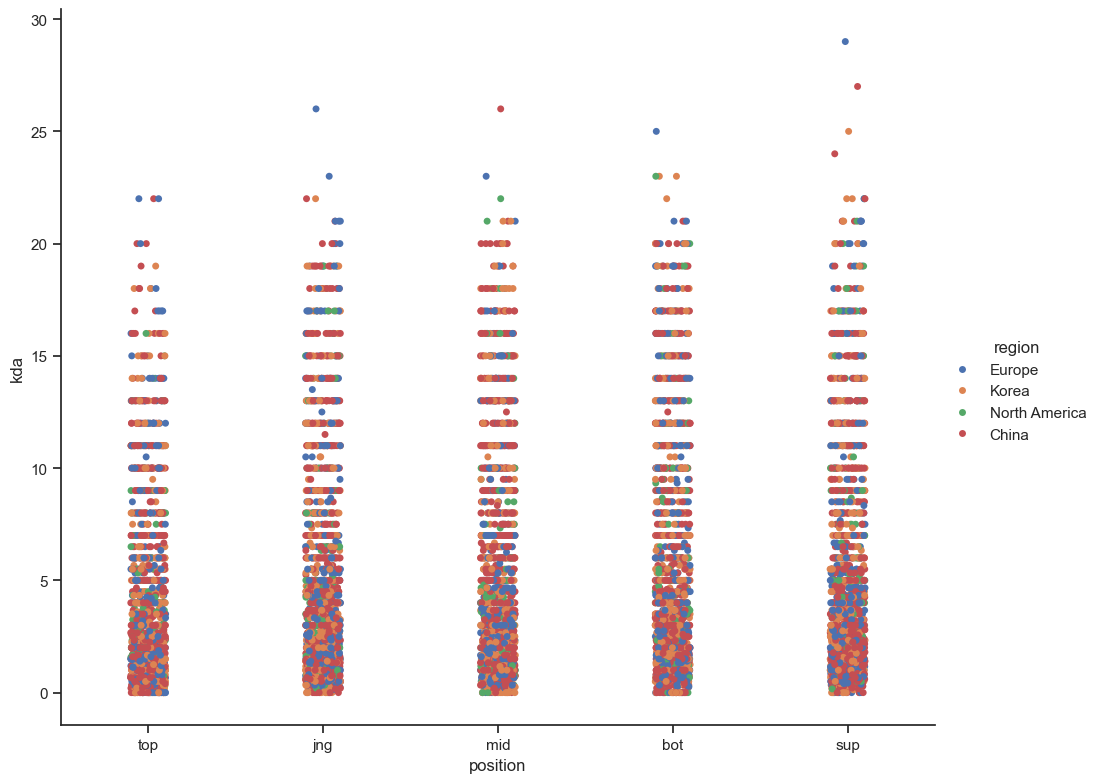 30
25
20
15
10
5
0
kda
top jng mid bot sup
position
region
Europe
Korea
North America
China